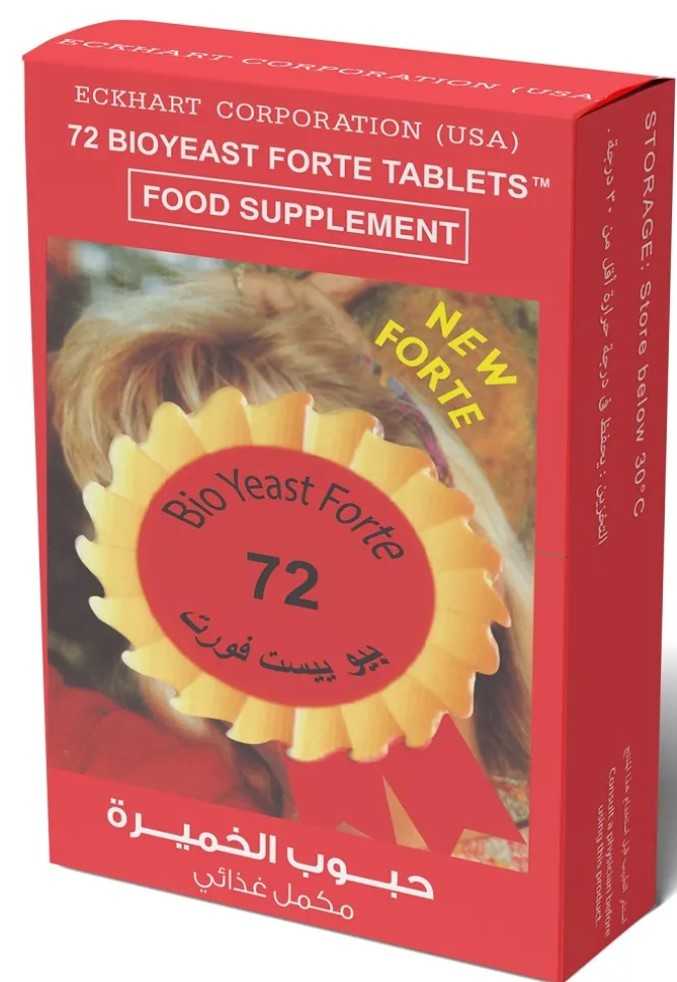 ECKHART CORPORATION (USA)
ECKHART CORPORATION (USA)
72 BIOYEAST FORTE TABLETS™
FOOD SUPPLEMENT
NEW
FORTE
Bio Yeast Forte
72
بيو ييست فورت
حبوب الخميرة
مكمل غذائي
STORAGE: Store below 30°C
التخزين : يحفظ في درجة حرارة أقل من ٣٠ درجة
Consult a physician before
using this product.